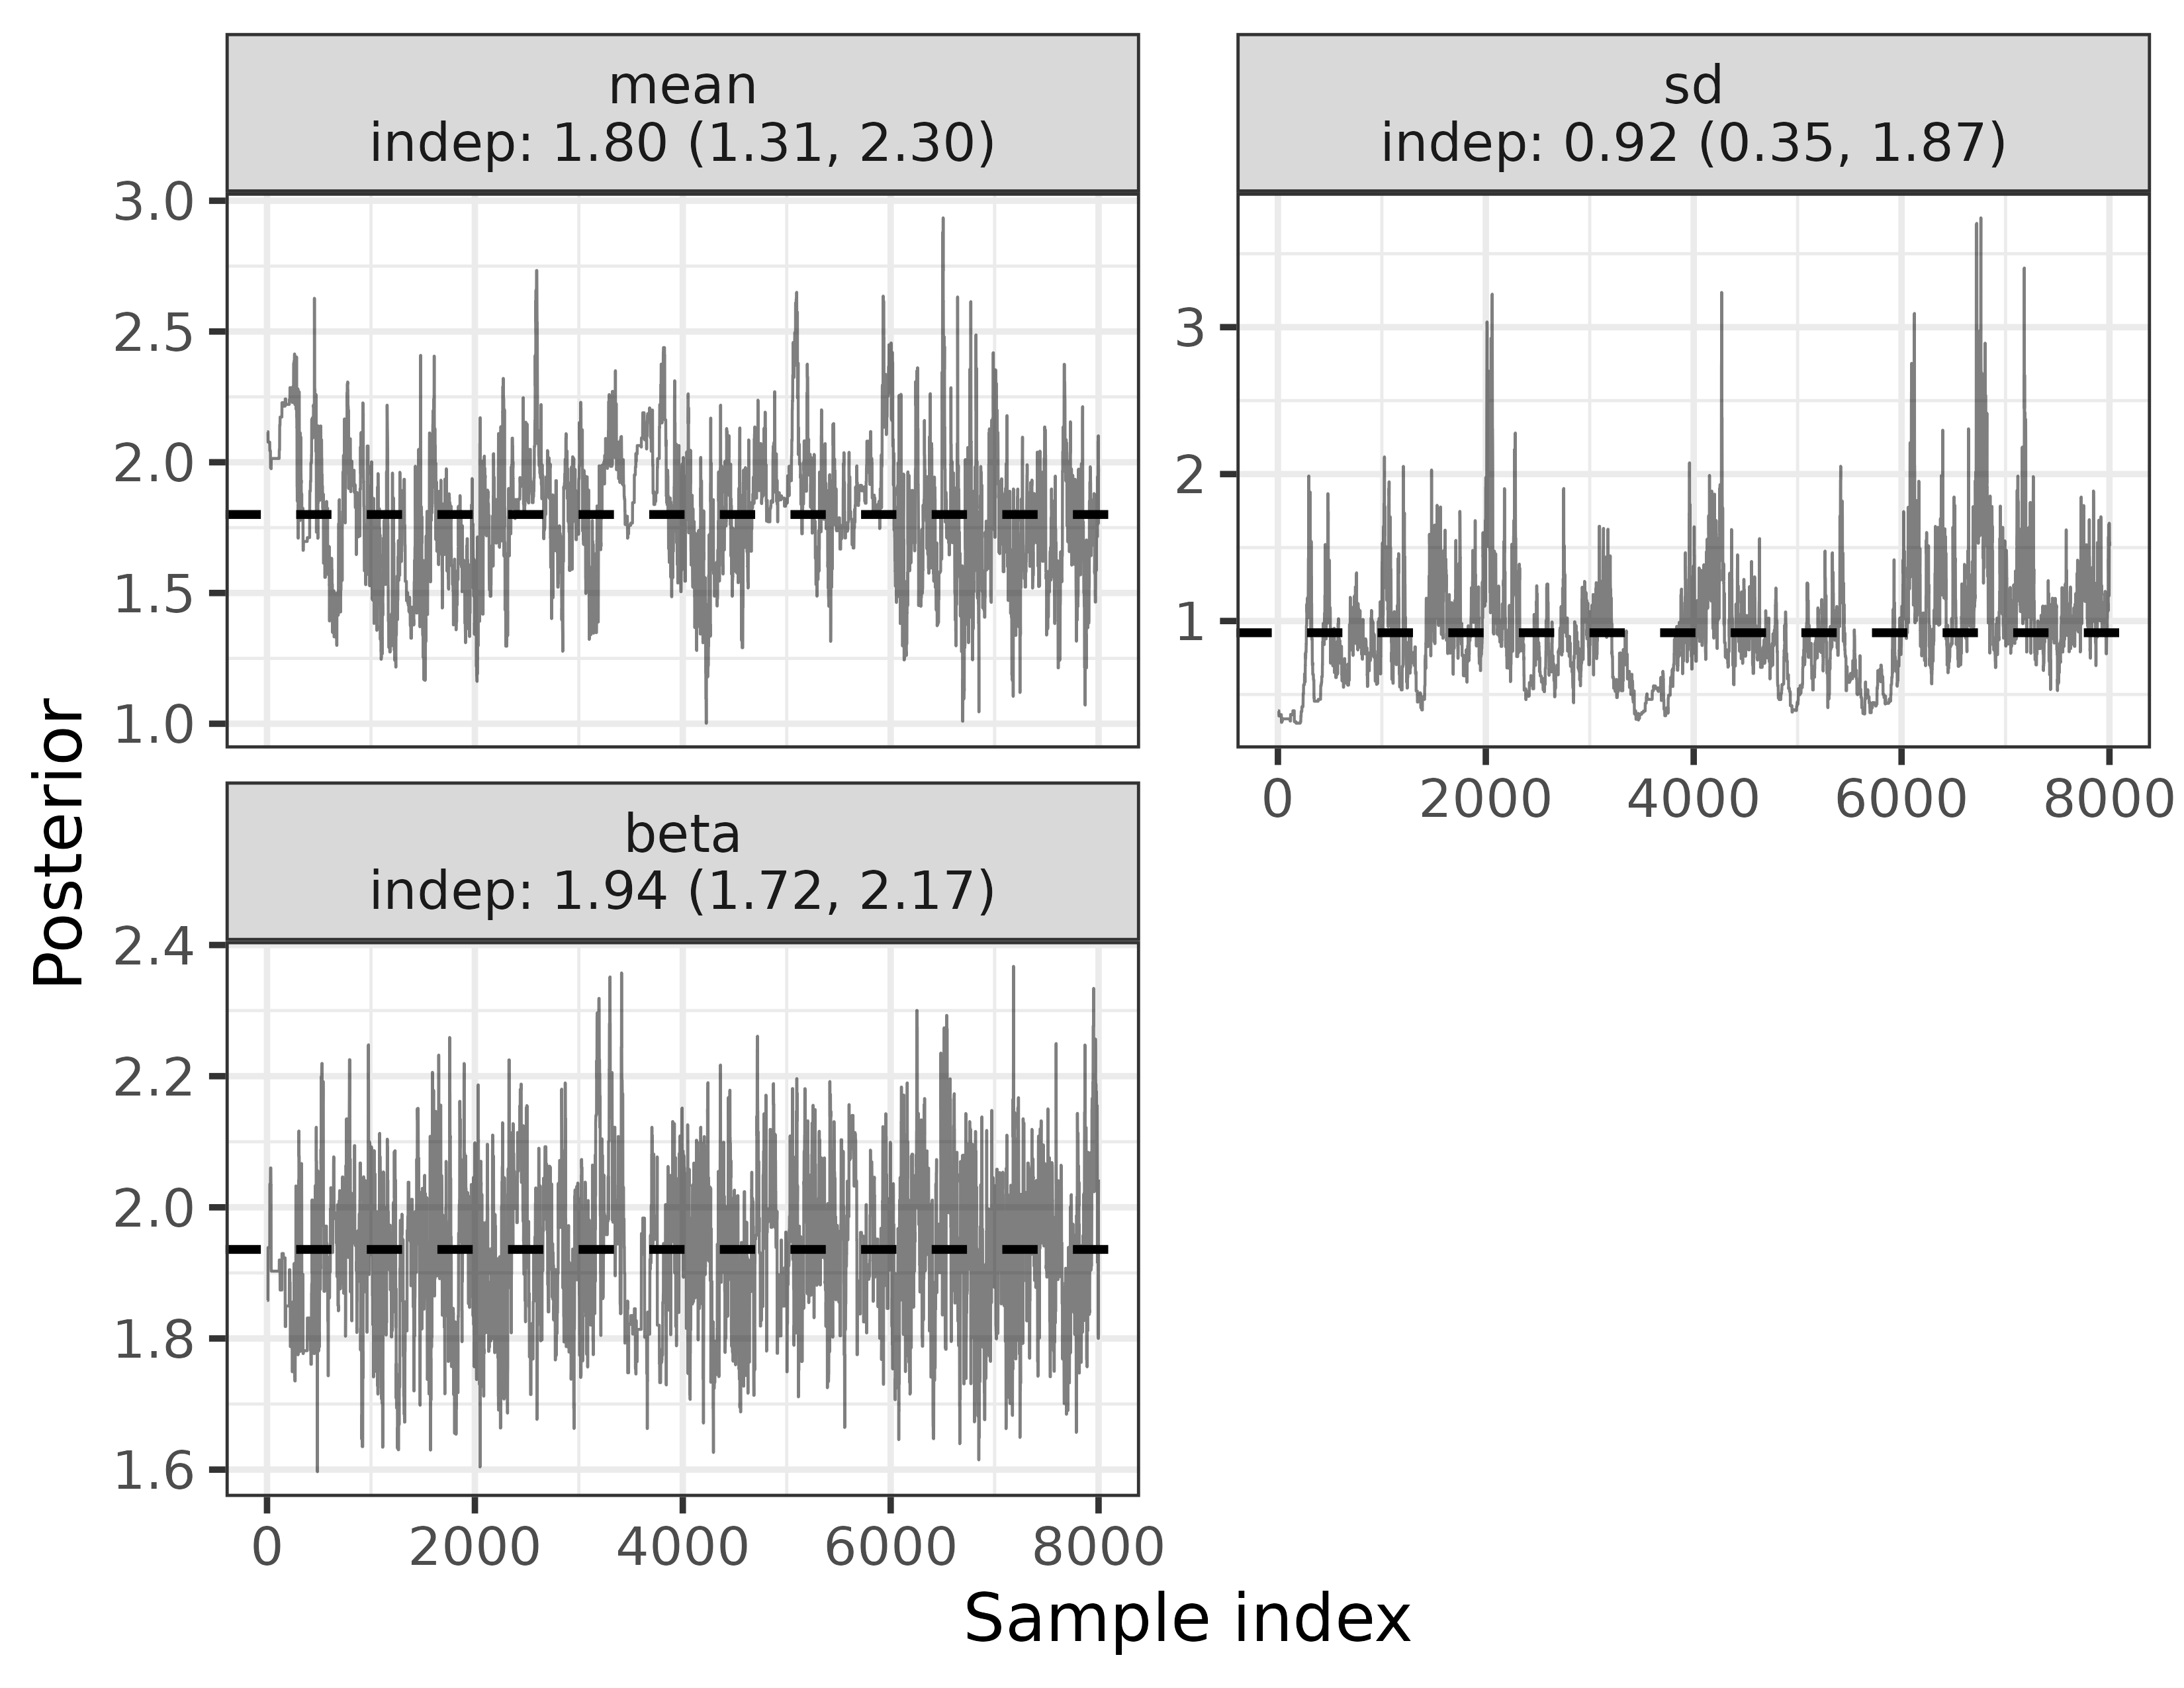 mean
indep: 1.80 (1.31, 2.30)
sd
indep: 0.92 (0.35, 1.87)
3.0
2.5
2.0
1.5
1.0
3
2
1
0 2000 4000 6000 8000
beta
indep: 1.94 (1.72, 2.17)
2.4
2.2
2.0
1.8
1.6
0 2000 4000 6000 8000
Posterior
Sample index